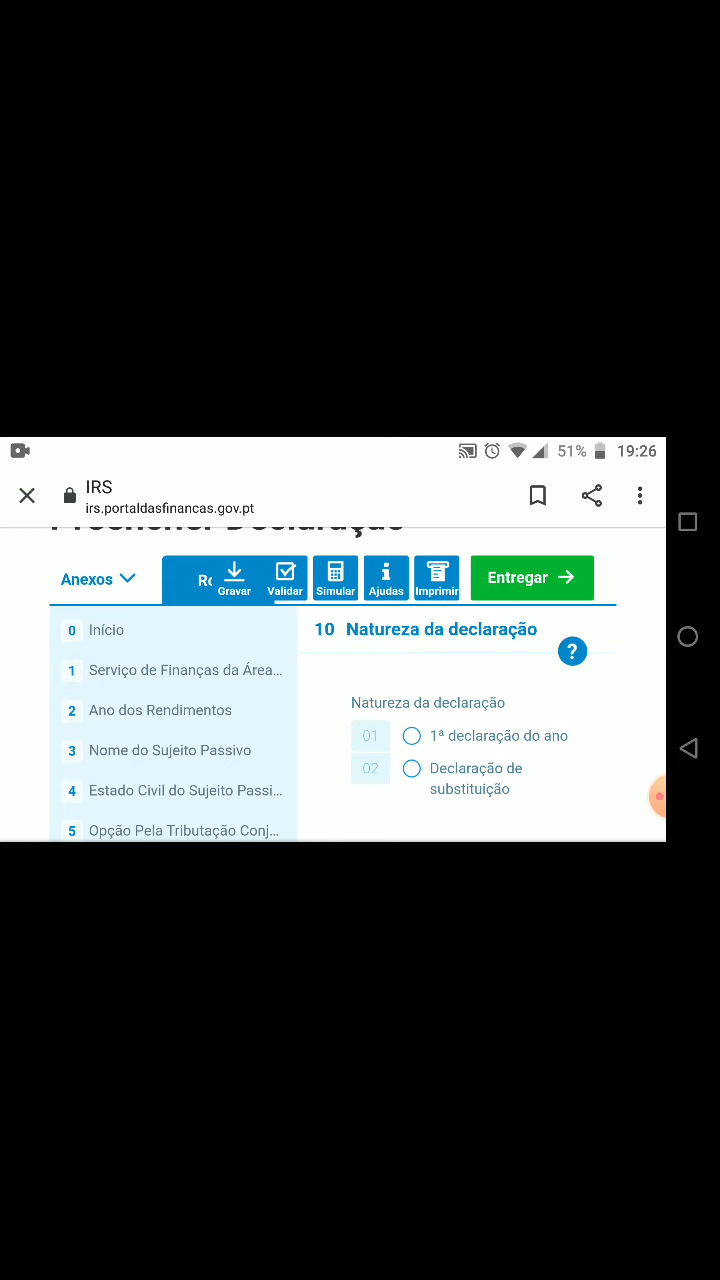 51% 19:26
IRS
irs.portaldasfinancas.gov.pt
Preencher Declaração
Anexos
Gravar Validar Simular Ajudas Imprimir Entregar
0 Início
1 Serviço de Finanças da Área...
2 Ano dos Rendimentos
3 Nome do Sujeito Passivo
4 Estado Civil do Sujeito Passi...
5 Opção Pela Tributação Conj...
10 Natureza da declaração
?
Natureza da declaração
01 1ª declaração do ano
02 Declaração de
substituição